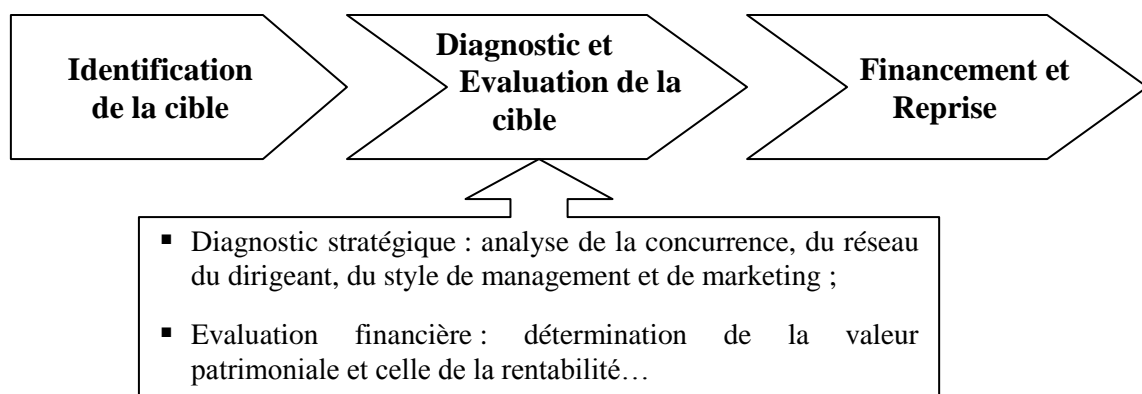 Identification
de la cible
Diagnostic et
Evaluation de la
cible
Financement et
Reprise
▪ Diagnostic stratégique : analyse de la concurrence, du réseau
du dirigeant, du style de management et de marketing ;
▪ Evaluation financière : détermination de la valeur
patrimoniale et celle de la rentabilité…